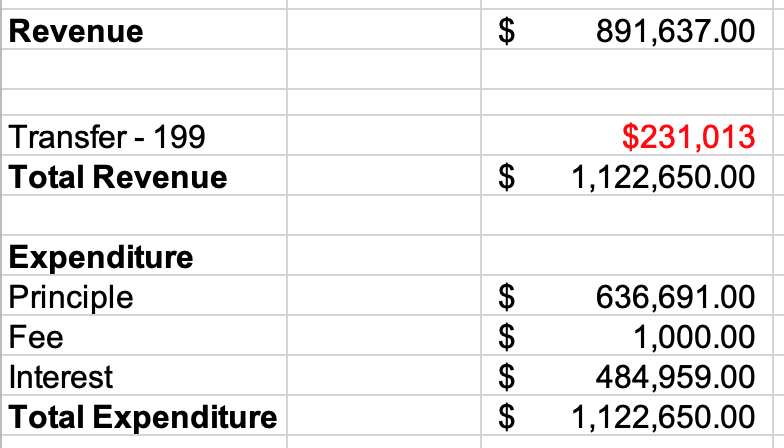 Revenue $ 891,637.00
Transfer - 199 $231,013
Total Revenue $ 1,122,650.00
Expenditure
Principle $ 636,691.00
Fee $ 1,000.00
Interest $ 484,959.00
Total Expenditure $ 1,122,650.00